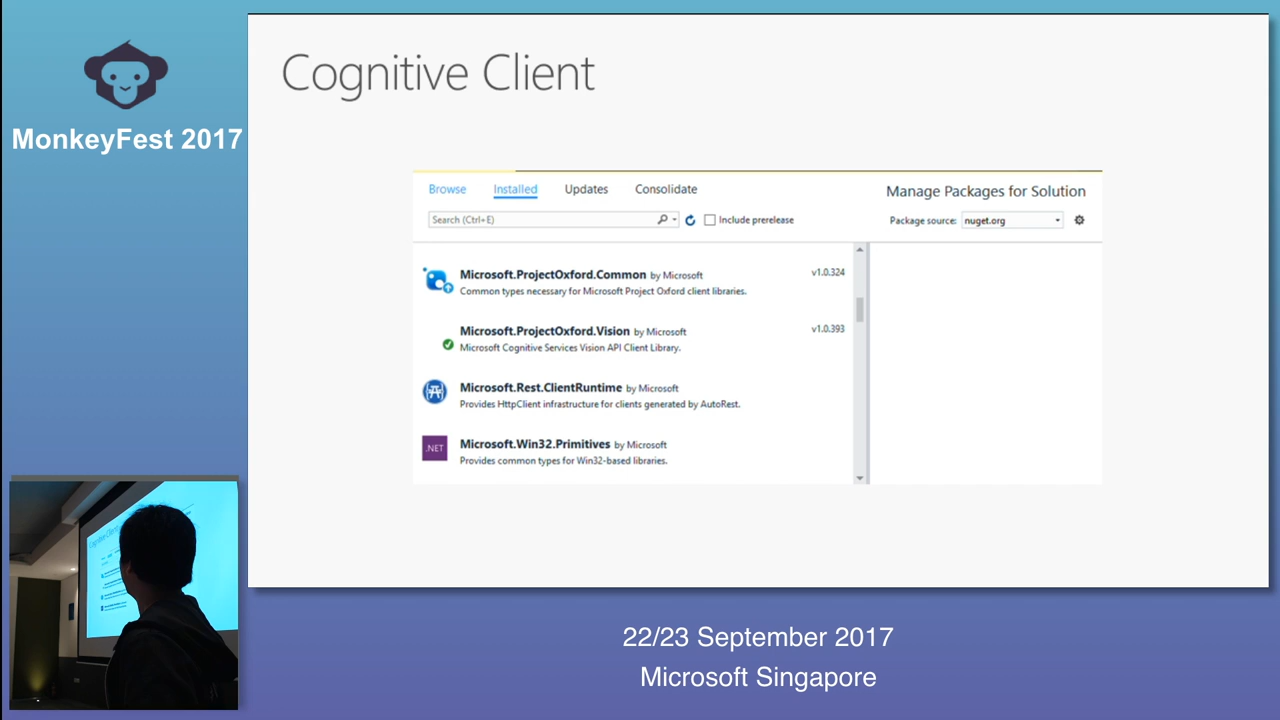 MonkeyFest 2017
Cognitive Client
Browse Installed Updates Consolidate
Manage Packages for Solution
Search (Ctrl+E)
Include prerelease
Package source: nuget.org
Microsoft.ProjectOxford.Common by Microsoft v1.0.324
Common types necessary for Microsoft Project Oxford client libraries.
Microsoft.ProjectOxford.Vision by Microsoft v1.0.393
Microsoft Cognitive Services Vision API Client Library.
Microsoft.Rest.ClientRuntime by Microsoft
Provides HttpClient infrastructure for clients generated by AutoRest.
.NET
Microsoft.Win32.Primitives by Microsoft
Provides common types for Win32-based libraries.
Cognitive Client
22/23 September 2017
Microsoft Singapore